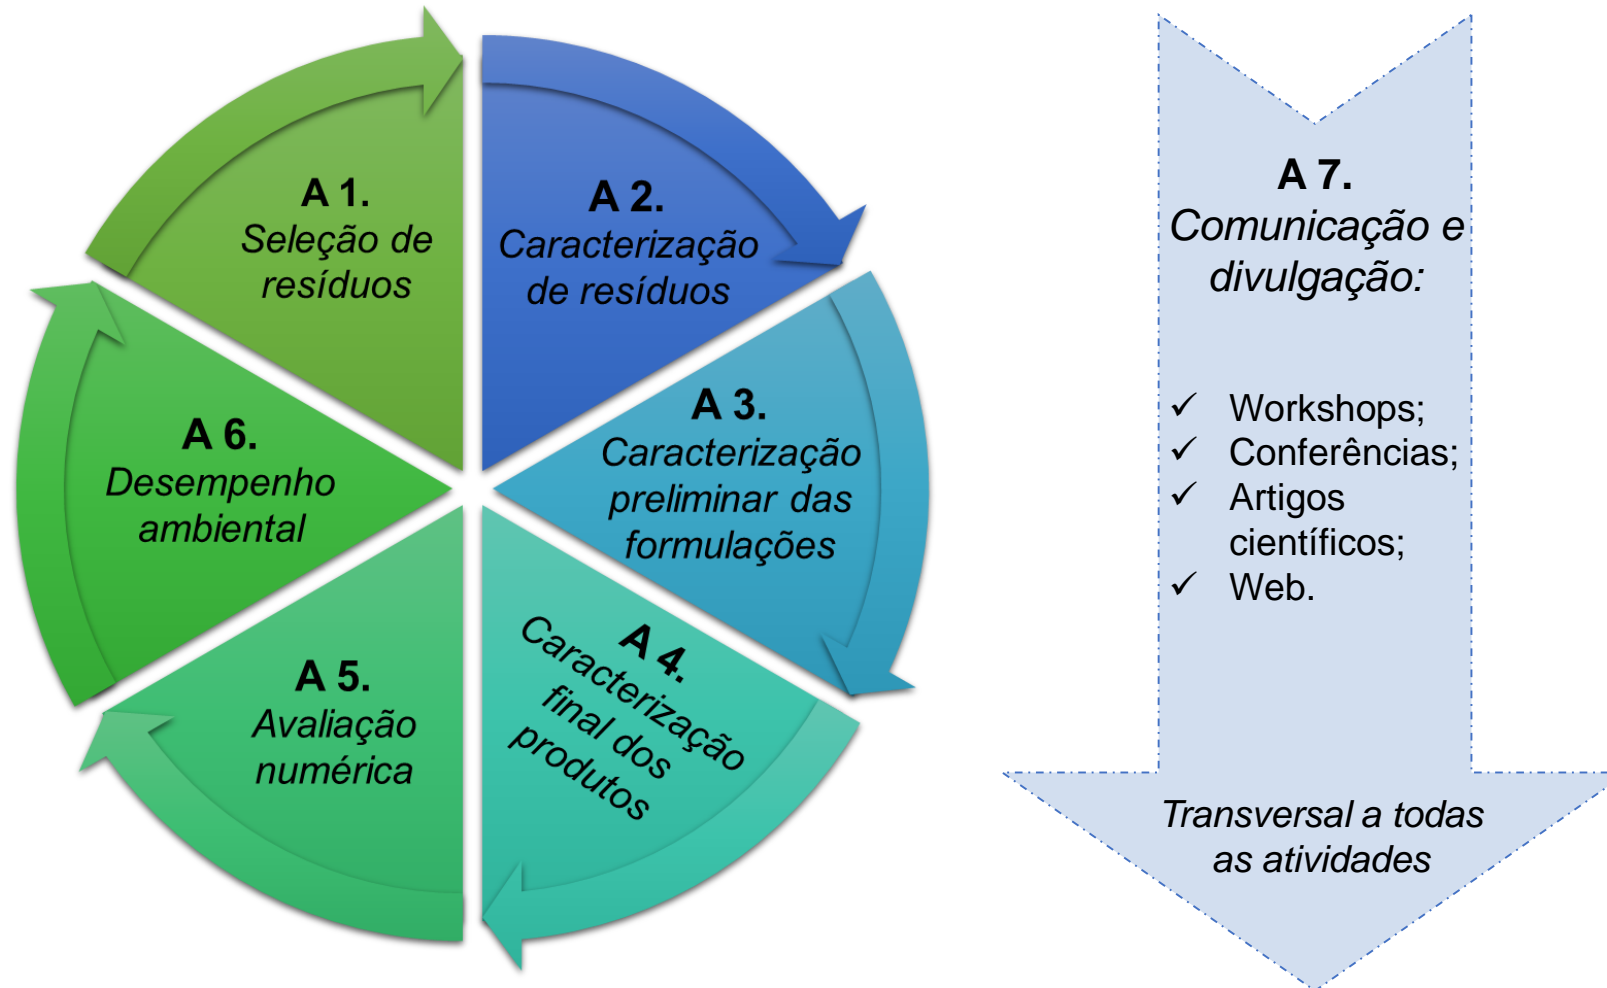 A 1.
Seleção de
resíduos
A 2.
Caracterização
de resíduos
A 3.
Caracterização
preliminar das
formulações
A 4.
Caracterização
final dos
produtos
A 5.
Avaliação
numérica
A 6.
Desempenho
ambiental
A 7.
Comunicação e
divulgação:
✓ Workshops;
✓ Conferências;
✓ Artigos
científicos;
✓ Web.
Transversal a todas
as atividades